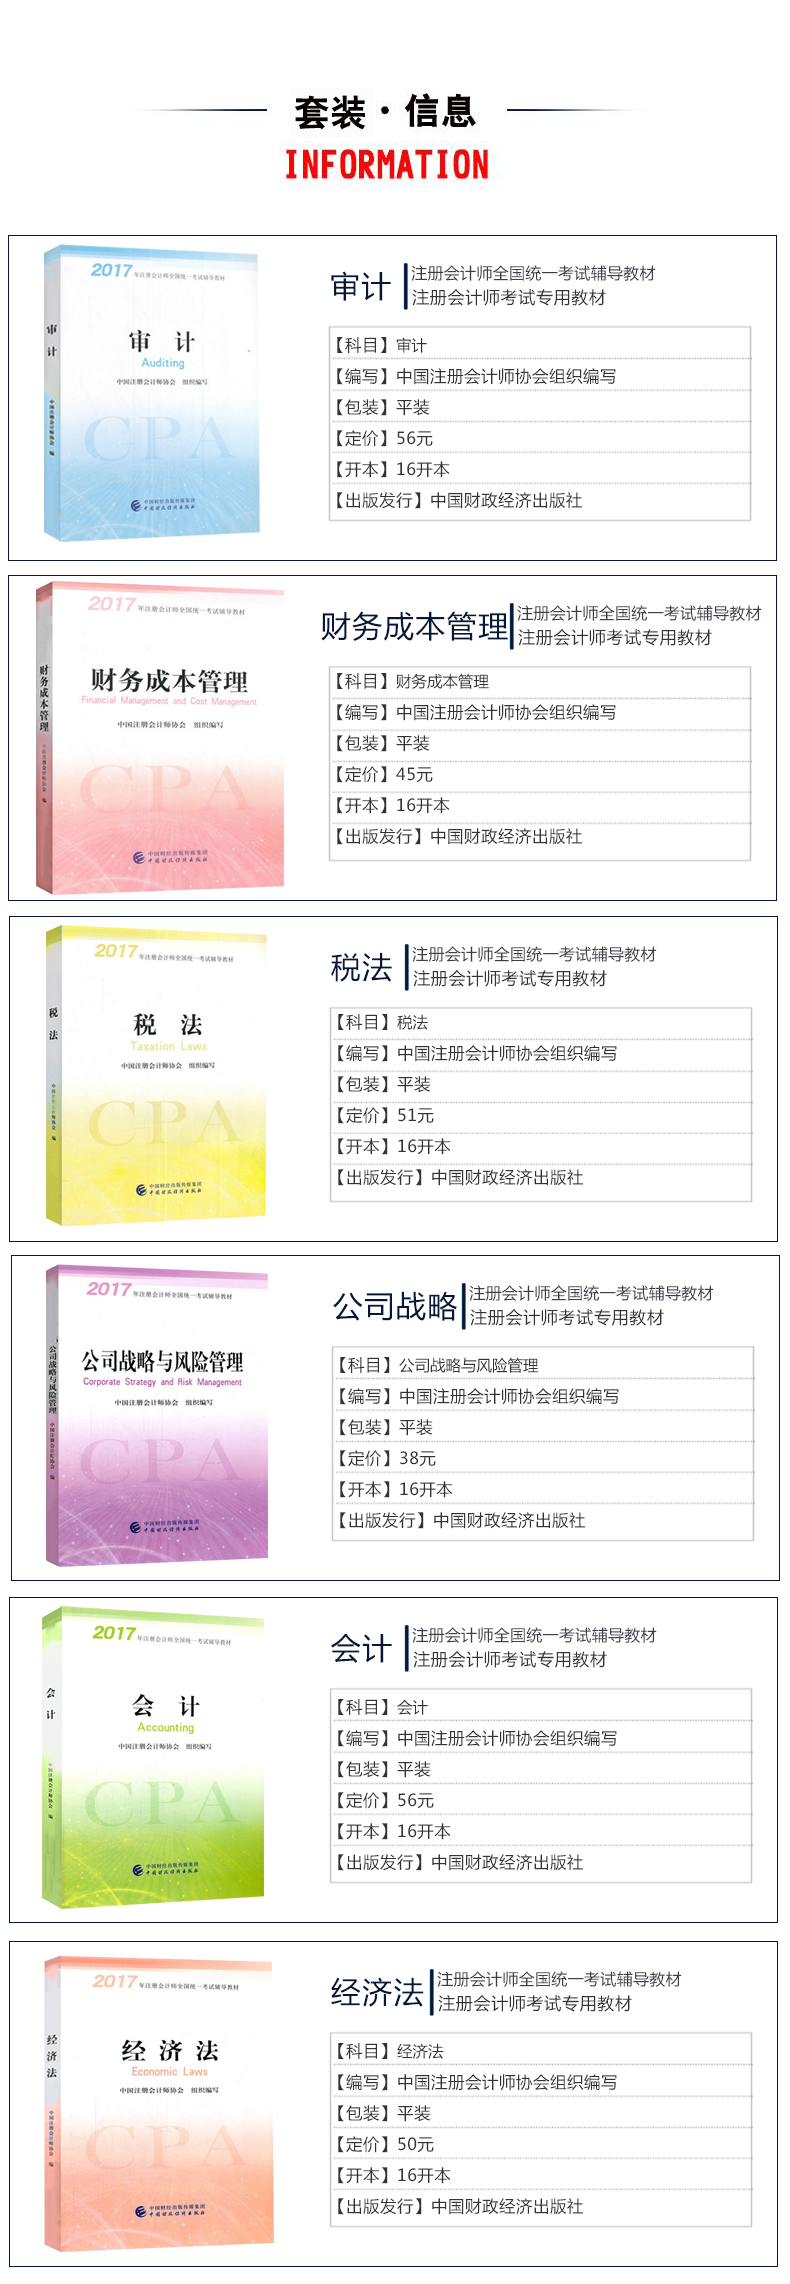 套装·信息
INFORMATION
2017年注册会计师全国统一考试辅导教材
审 计
Auditing
中国注册会计师协会 组织编写
CPA
中国财经出版传媒集团
中国财政经济出版社
审计
中国注册会计师协会 编
审计
注册会计师全国统一考试辅导教材
注册会计师考试专用教材
【科目】审计
【编写】中国注册会计师协会组织编写
【包装】平装
【定价】56元
【开本】16开本
【出版发行】中国财政经济出版社
2017年注册会计师全国统一考试辅导教材
财务成本管理
Financial Management and Cost Management
中国注册会计师协会 组织编写
CPA
中国财经出版传媒集团
中国财政经济出版社
财务成本管理
中国注册会计师协会 编
财务成本管理
注册会计师全国统一考试辅导教材
注册会计师考试专用教材
【科目】财务成本管理
【编写】中国注册会计师协会组织编写
【包装】平装
【定价】45元
【开本】16开本
【出版发行】中国财政经济出版社
2017年注册会计师全国统一考试辅导教材
税 法
Taxation Laws
中国注册会计师协会 组织编写
CPA
中国财经出版传媒集团
中国财政经济出版社
税法
中国注册会计师协会 编
税法
注册会计师全国统一考试辅导教材
注册会计师考试专用教材
【科目】税法
【编写】中国注册会计师协会组织编写
【包装】平装
【定价】51元
【开本】16开本
【出版发行】中国财政经济出版社
2017年注册会计师全国统一考试辅导教材
公司战略与风险管理
Corporate Strategy and Risk Management
中国注册会计师协会 组织编写
CPA
中国财经出版传媒集团
中国财政经济出版社
公司战略与风险管理
中国注册会计师协会 编
公司战略
注册会计师全国统一考试辅导教材
注册会计师考试专用教材
【科目】公司战略与风险管理
【编写】中国注册会计师协会组织编写
【包装】平装
【定价】38元
【开本】16开本
【出版发行】中国财政经济出版社
2017年注册会计师全国统一考试辅导教材
会 计
Accounting
中国注册会计师协会 组织编写
CPA
中国财经出版传媒集团
中国财政经济出版社
会计
中国注册会计师协会 编
会计
注册会计师全国统一考试辅导教材
注册会计师考试专用教材
【科目】会计
【编写】中国注册会计师协会组织编写
【包装】平装
【定价】56元
【开本】16开本
【出版发行】中国财政经济出版社
2017年注册会计师全国统一考试辅导教材
经 济 法
Economic Laws
中国注册会计师协会 组织编写
CPA
中国财经出版传媒集团
中国财政经济出版社
经济法
中国注册会计师协会 编
经济法
注册会计师全国统一考试辅导教材
注册会计师考试专用教材
【科目】经济法
【编写】中国注册会计师协会组织编写
【包装】平装
【定价】50元
【开本】16开本
【出版发行】中国财政经济出版社